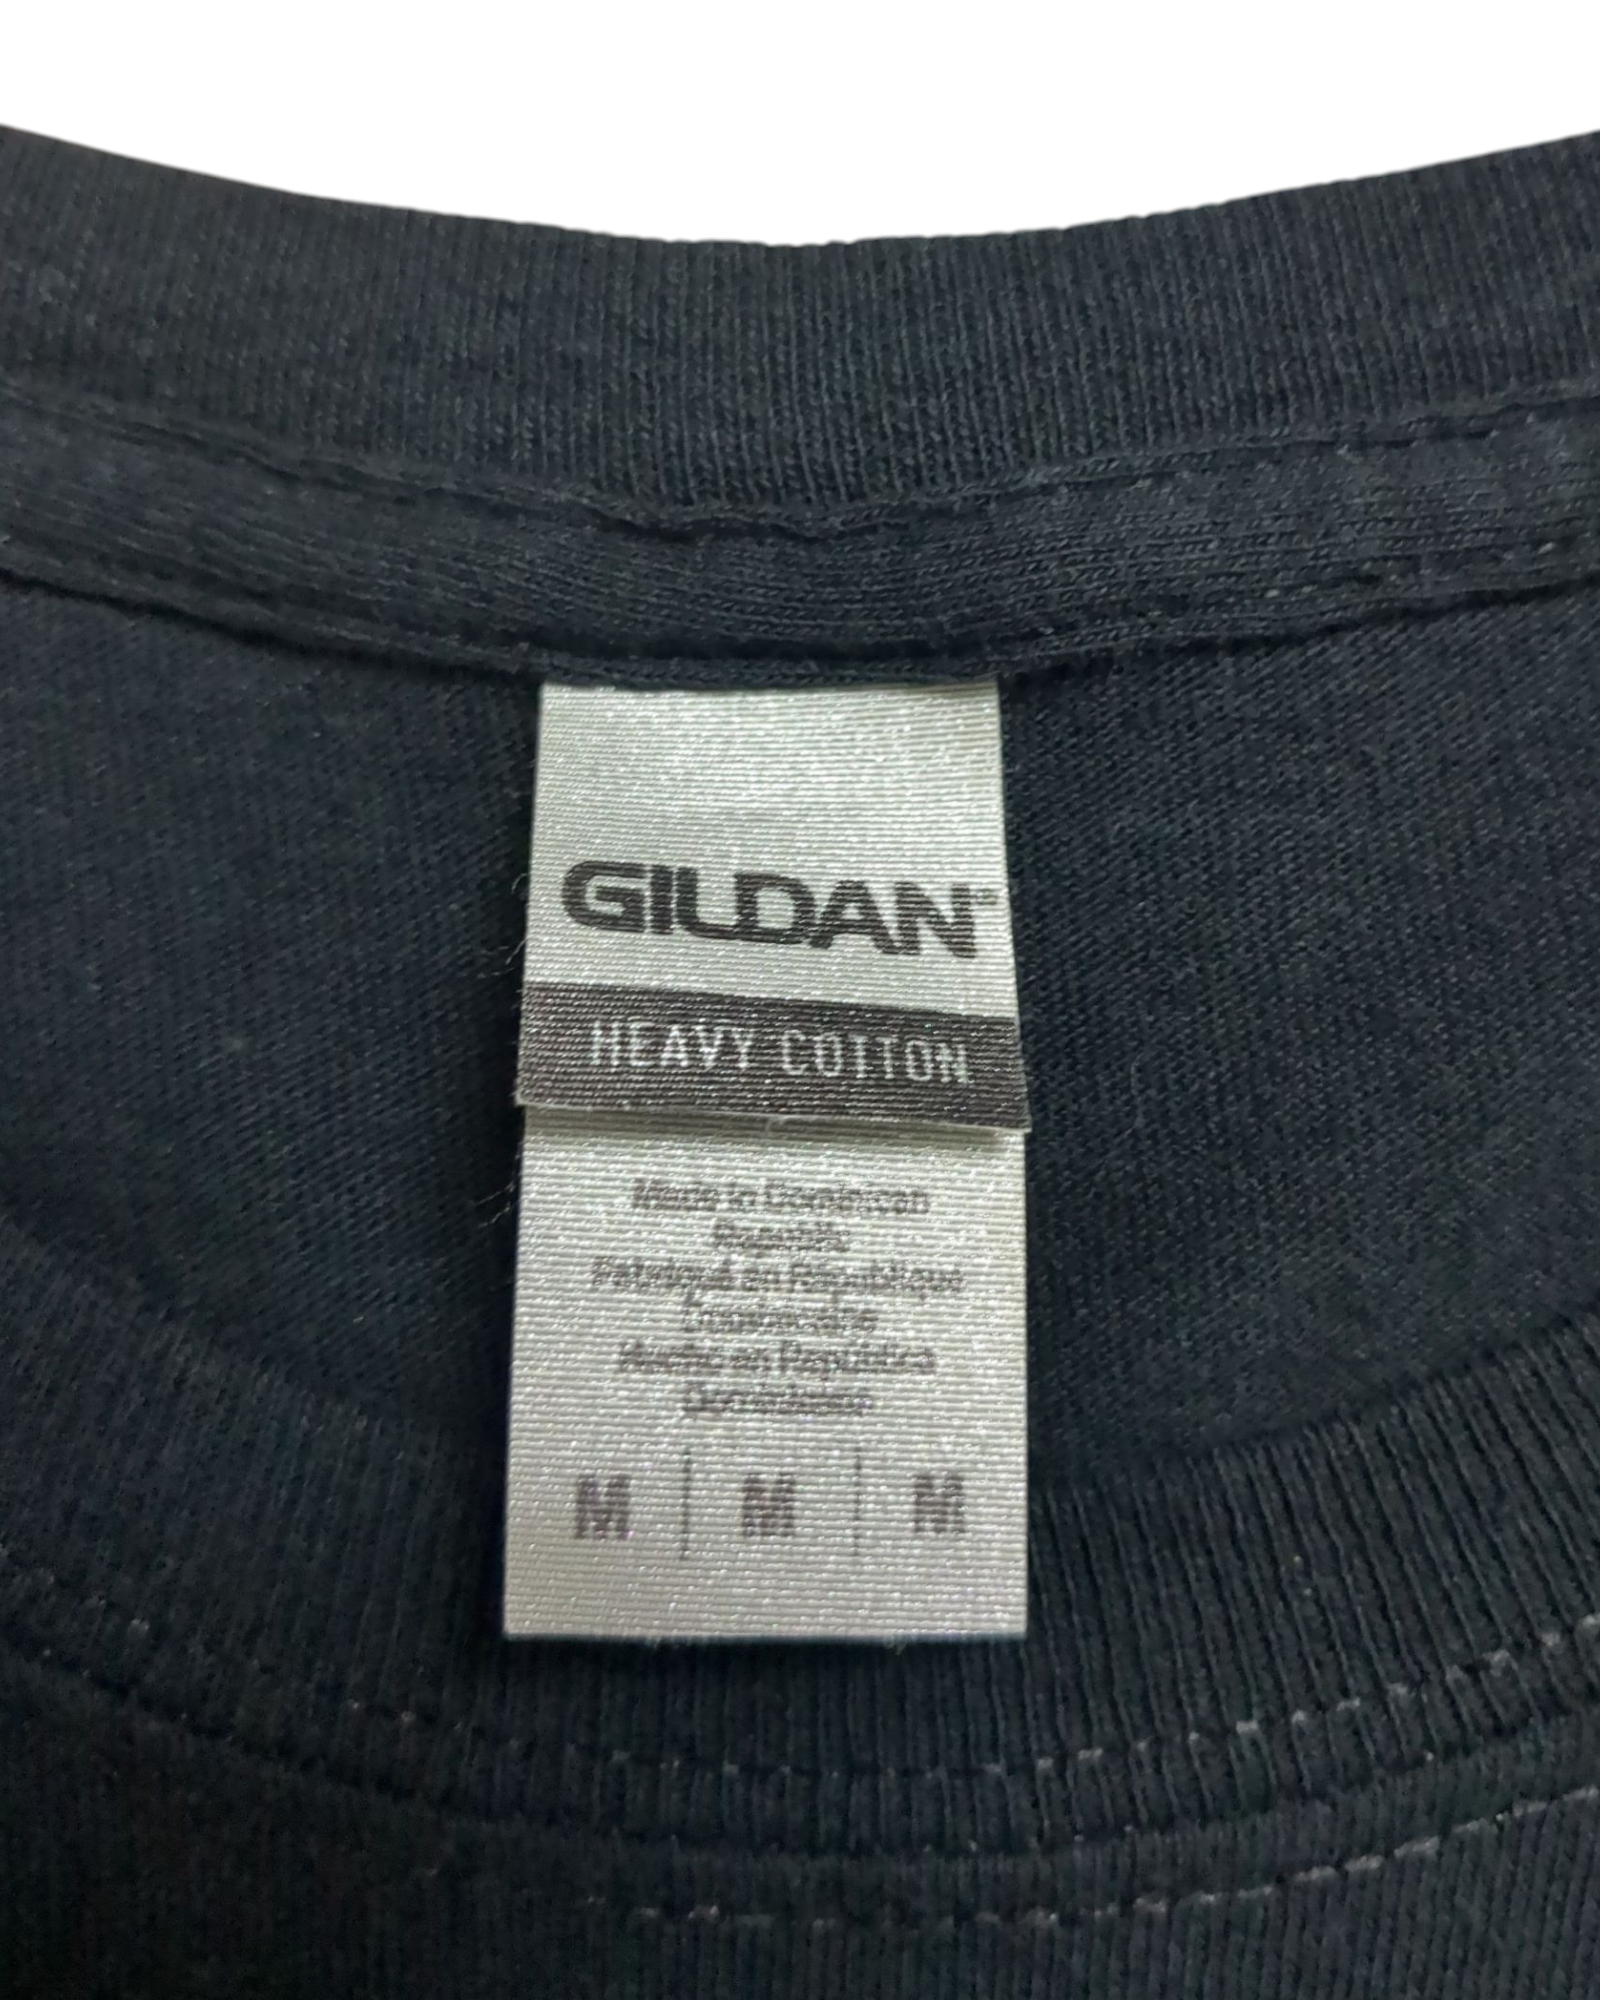 GILDAN
HEAVY COTTON
Made in Dominican
Republic
Fabriqué en République
Dominicaine
Hecho en República
Dominicana
M | M | M